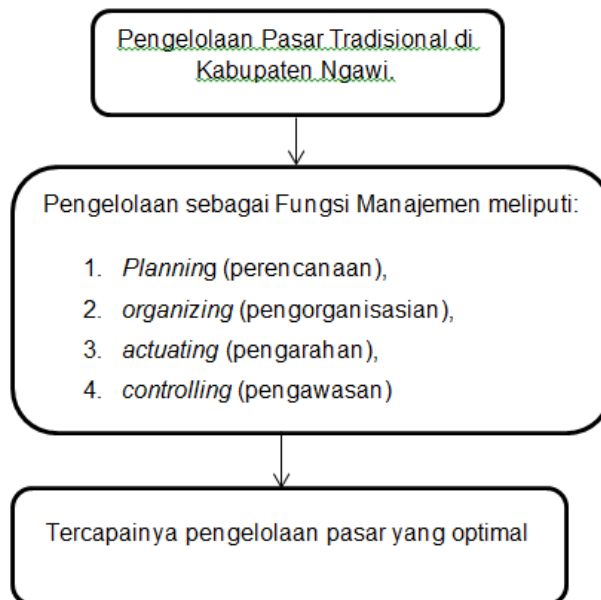 Pengelolaan Pasar Tradisional di
Kabupaten Ngawi.
Pengelolaan sebagai Fungsi Manajemen meliputi:
1. Planning (perencanaan),
2. organizing (pengorganisasian),
3. actuating (pengarahan),
4. controlling (pengawasan)
Tercapainya pengelolaan pasar yang optimal